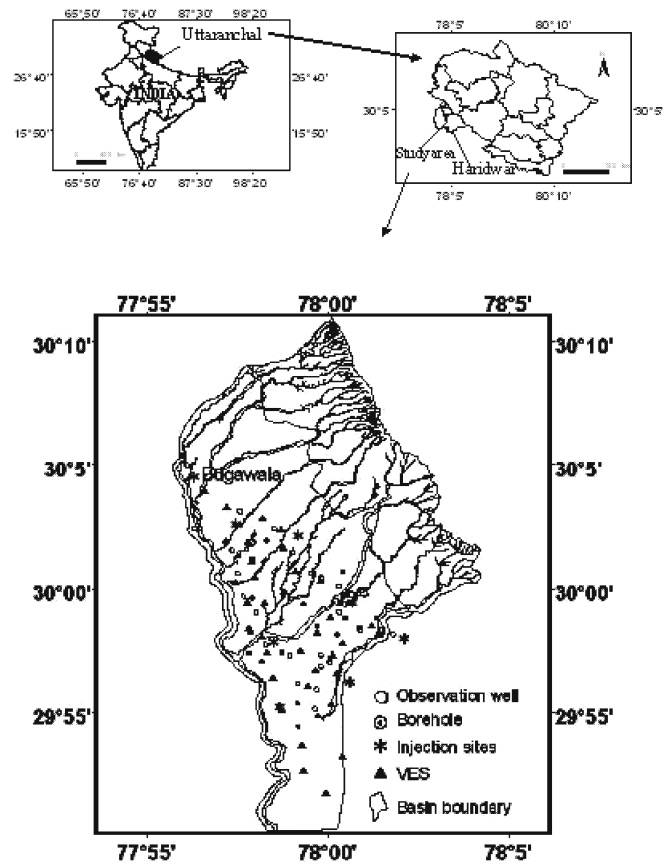 65°50' 76°40' 87°30' 98°20'
Uttaranchal
26°40' 26°40'
INDIA
15°50' 15°50'
65°50' 76°40' 87°30' 98°20'
78°5' 80°10'
30°5' 30°5'
Studyarea
Haridwar
78°5' 80°10'
77°55' 78°00' 78°5'
30°10' 30°10'
30°5' 30°5'
Bugawala
30°00' 30°00'
29°55' 29°55'
Observation well
Borehole
Injection sites
VES
Basin boundary
77°55' 78°00' 78°5'